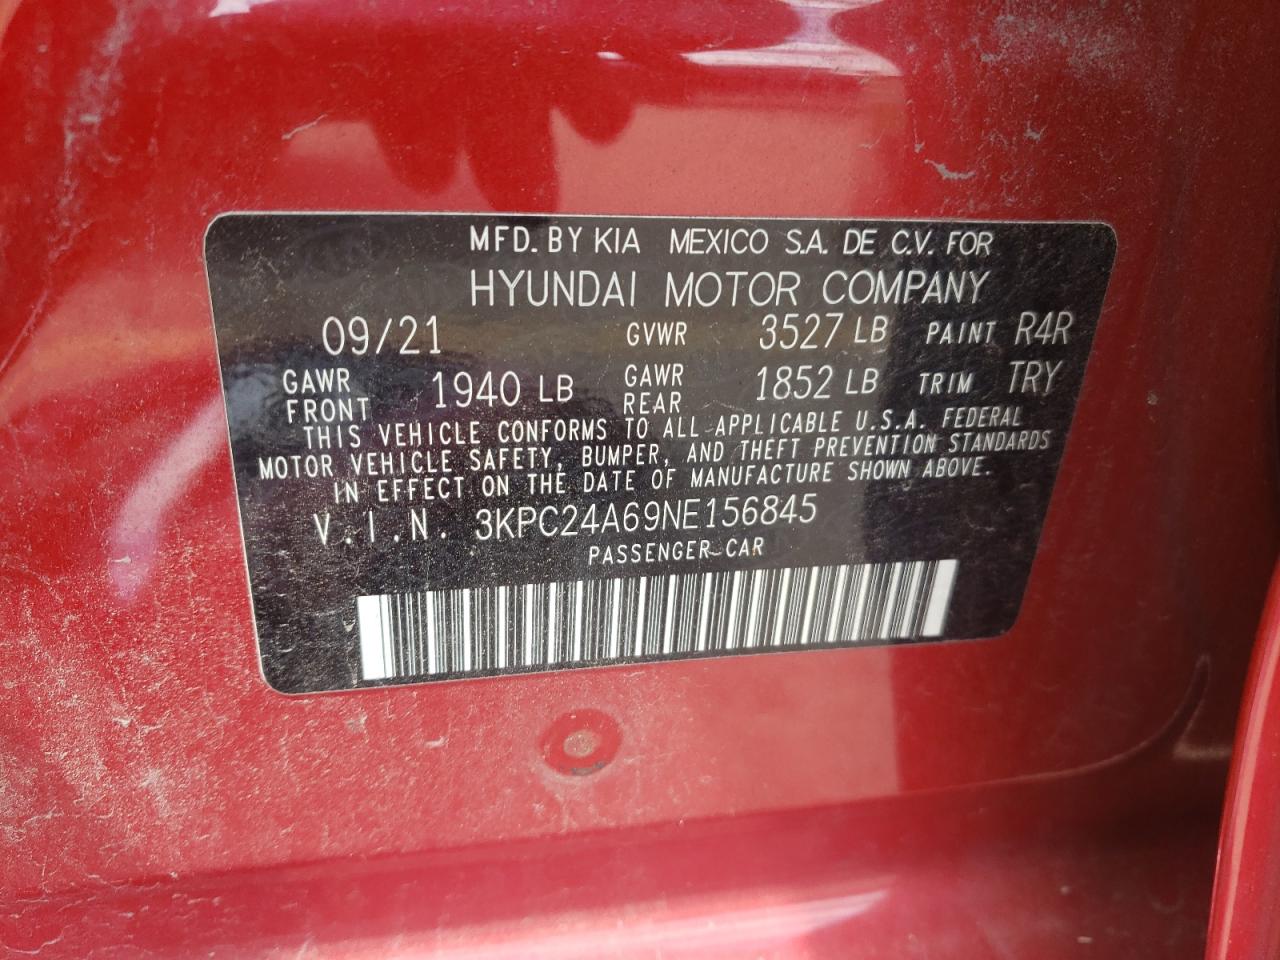 MFD. BY KIA MEXICO S.A. DE C.V. FOR
HYUNDAI MOTOR COMPANY
09/21 GVWR 3527 LB PAINT R4R
GAWR FRONT 1940 LB GAWR REAR 1852 LB TRIM TRY
THIS VEHICLE CONFORMS TO ALL APPLICABLE U.S.A. FEDERAL
MOTOR VEHICLE SAFETY, BUMPER, AND THEFT PREVENTION STANDARDS
IN EFFECT ON THE DATE OF MANUFACTURE SHOWN ABOVE.
V.I.N. 3KPC24A69NE156845
PASSENGER CAR